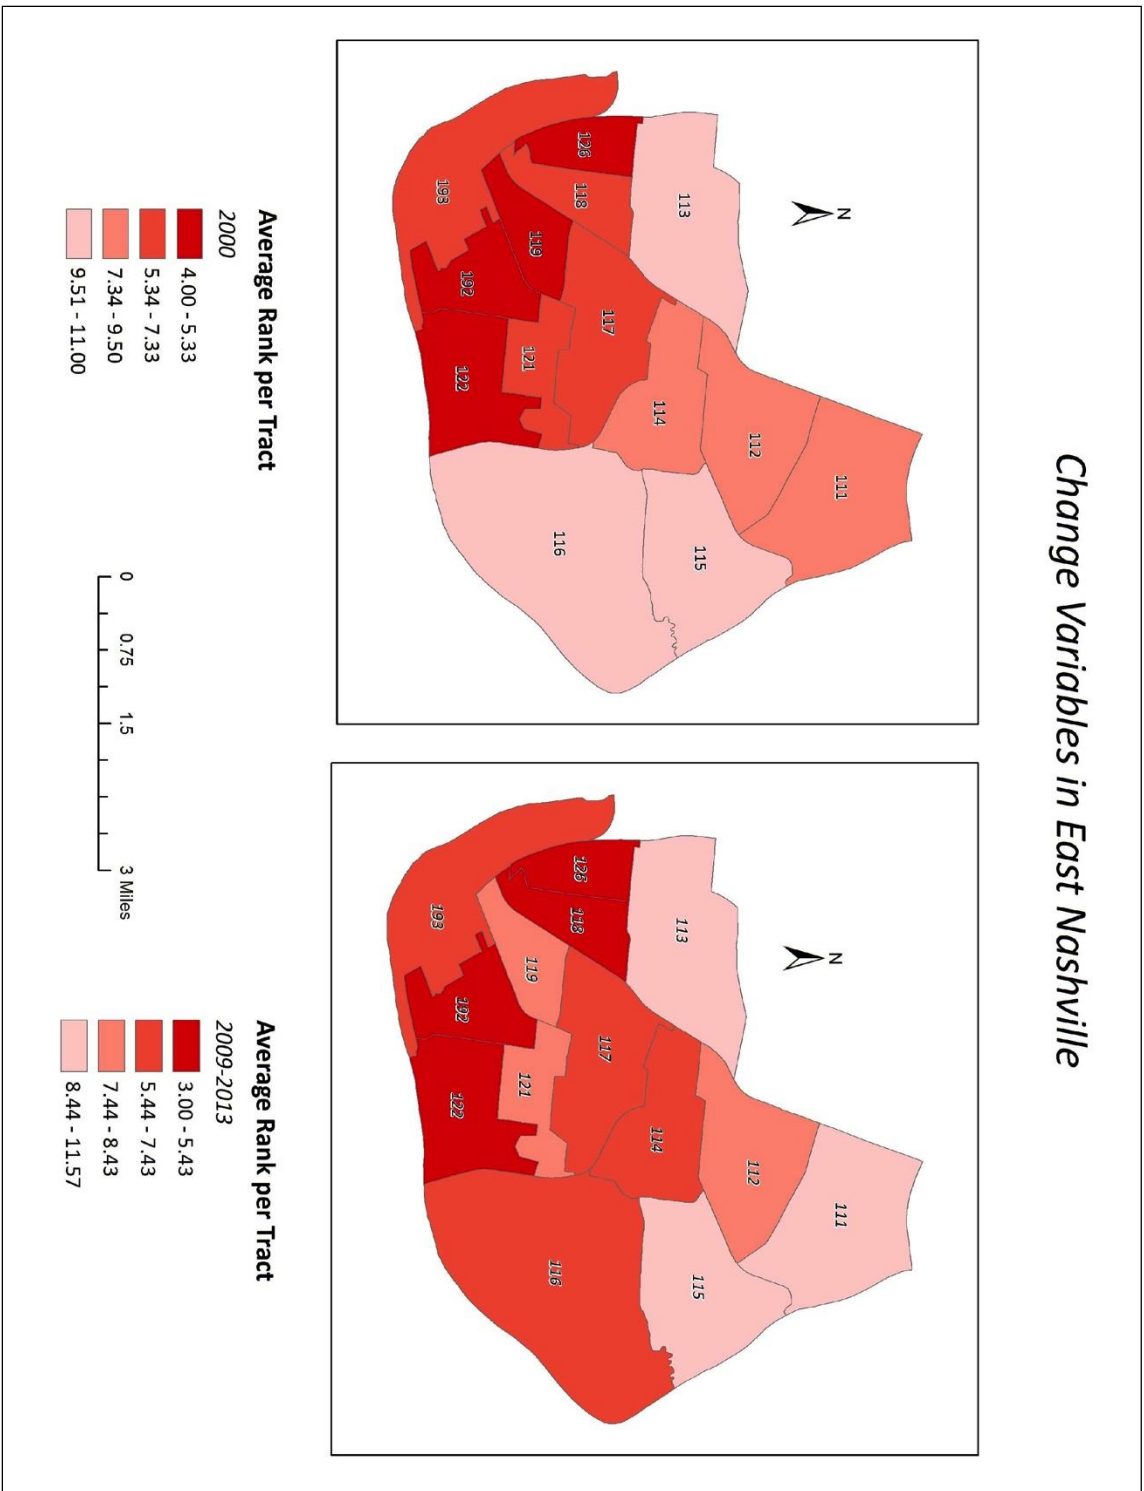 Change Variables in East Nashville
N
113
126
118
193
119
192
117
121
122
114
112
111
116
115
N
113
126
118
193
119
192
117
121
122
114
112
111
116
115
Average Rank per Tract
2000
4.00 - 5.33
5.34 - 7.33
7.34 - 9.50
9.51 - 11.00
0 0.75 1.5 3 Miles
Average Rank per Tract
2009-2013
3.00 - 5.43
5.44 - 7.43
7.44 - 8.43
8.44 - 11.57